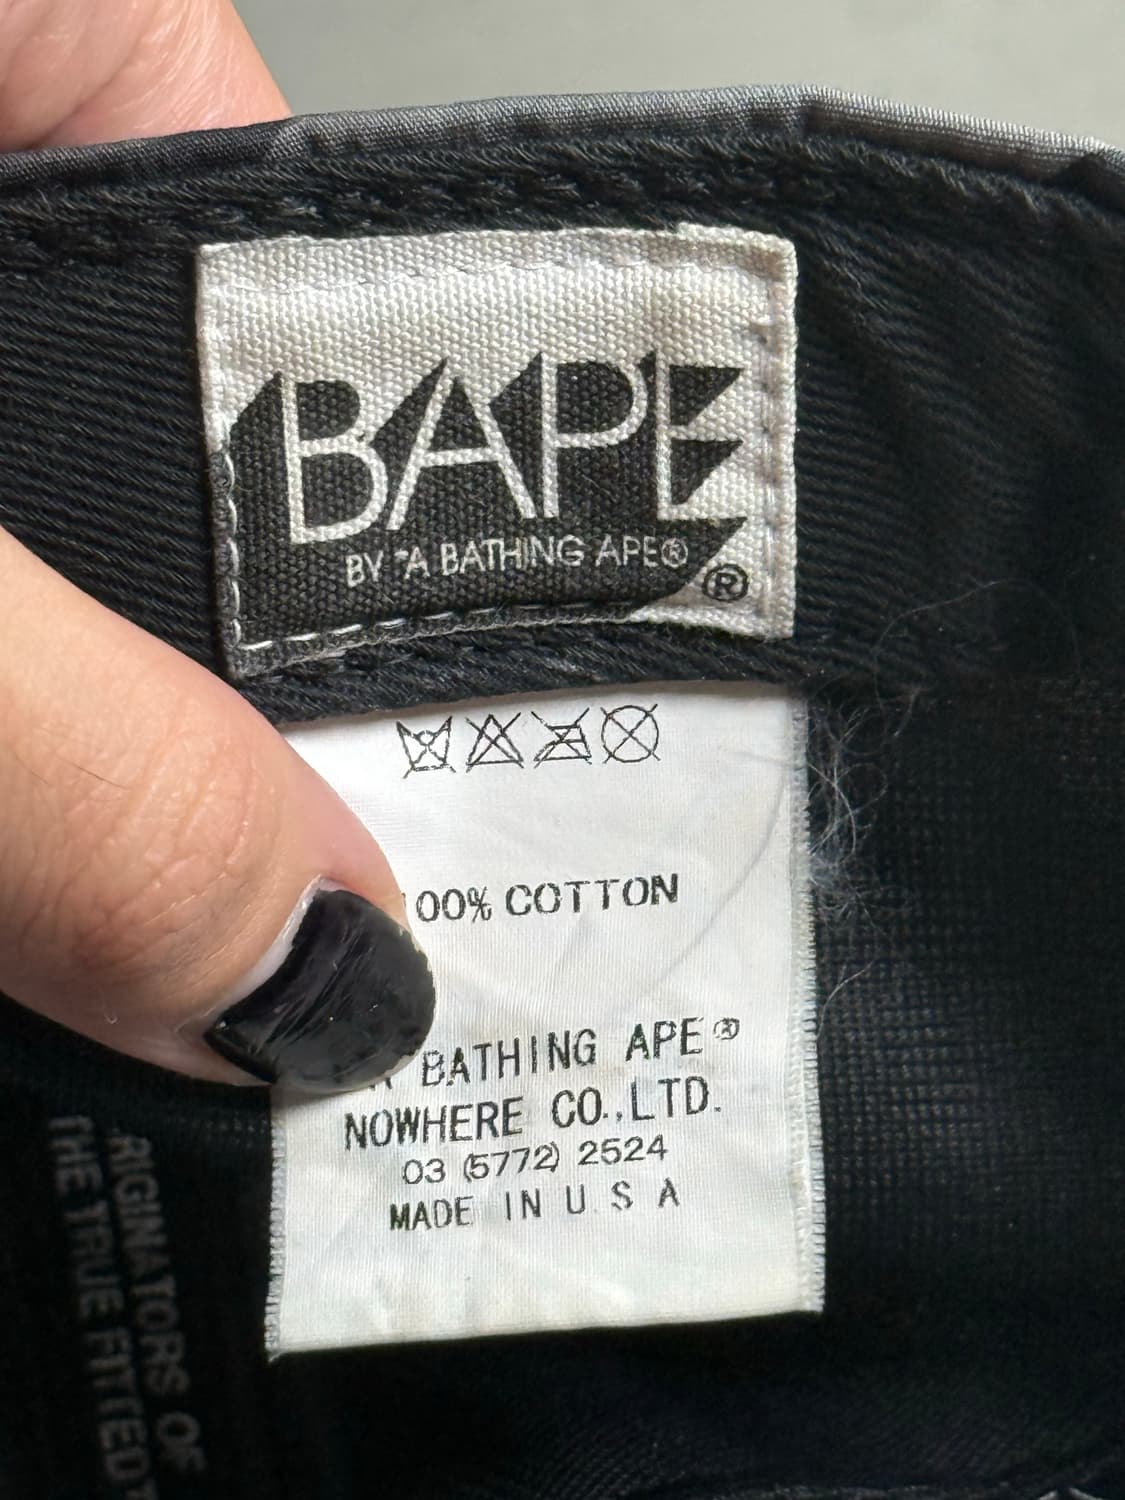 BAPE
BY "A BATHING APE®
®
00% COTTON
BATHING APE®
NOWHERE CO.,LTD.
03 (5772) 2524
MADE IN U S A
RIGINATORS OF
THE TRUE FITTED